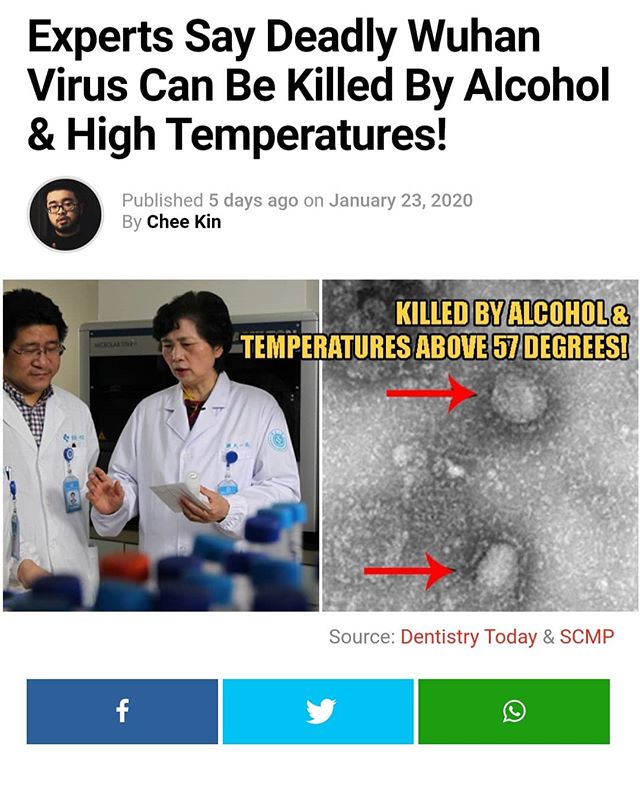 Experts Say Deadly Wuhan
Virus Can Be Killed By Alcohol
& High Temperatures!
Published 5 days ago on January 23, 2020
By Chee Kin
KILLED BY ALCOHOL &
TEMPERATURES ABOVE 57 DEGREES!
Source: Dentistry Today & SCMP